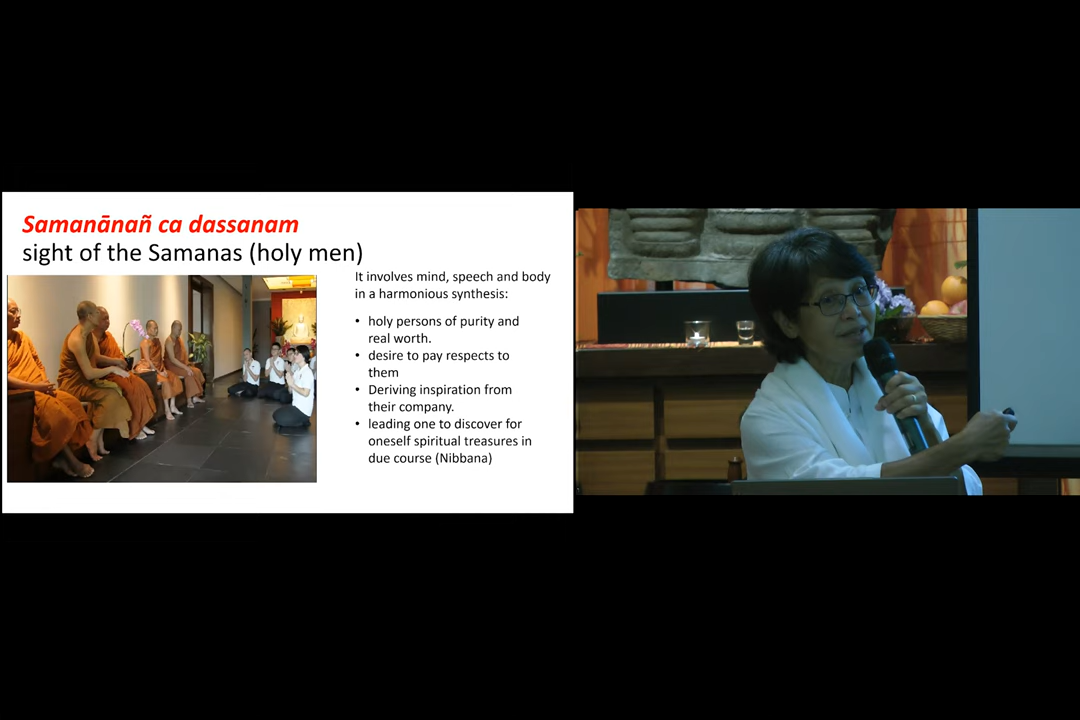 Samanānañ ca dassanam
sight of the Samanas (holy men)
It involves mind, speech and body
in a harmonious synthesis:
• holy persons of purity and
real worth.
• desire to pay respects to
them
• Deriving inspiration from
their company.
• leading one to discover for
oneself spiritual treasures in
due course (Nibbana)